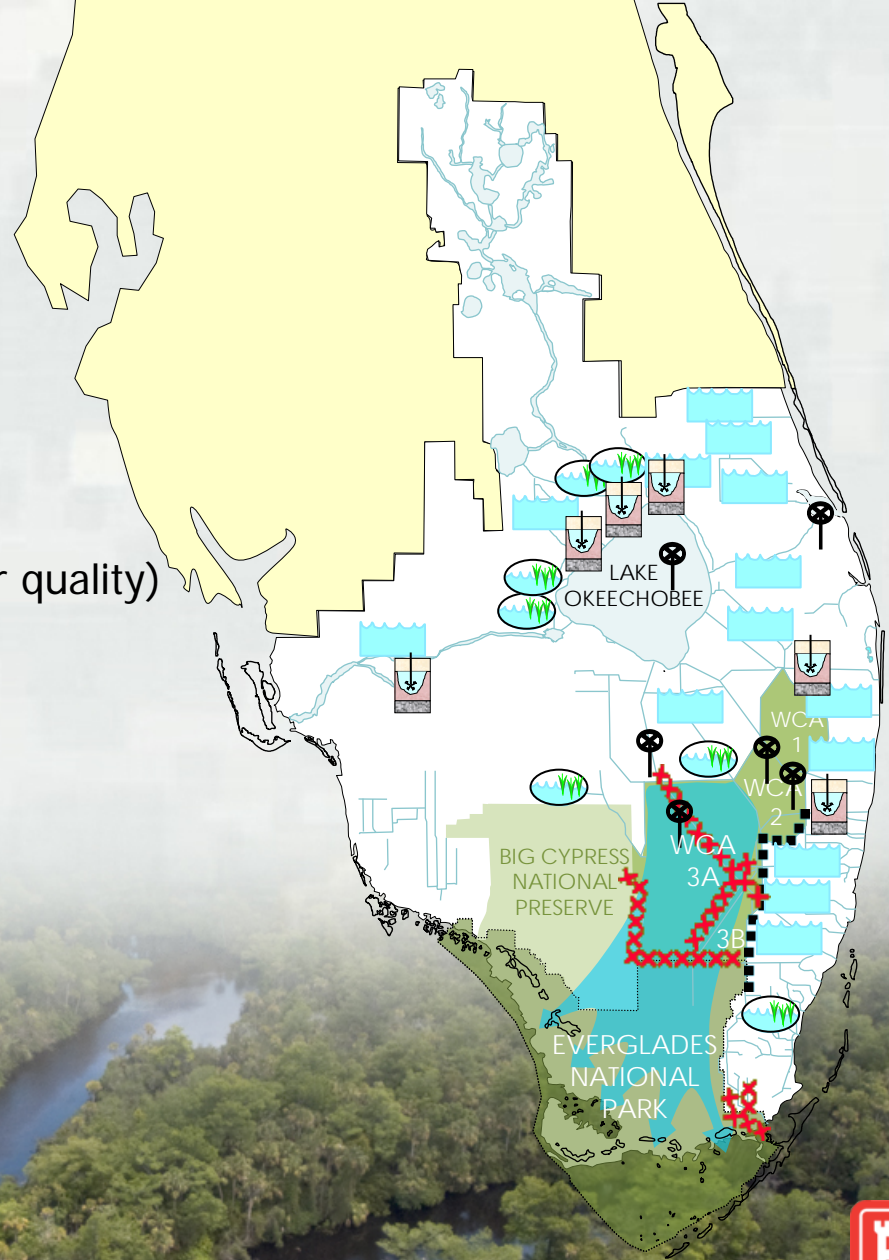 r quality)
LAKE
OKEECHOBEE
WCA
1
WCA
2
WCA
3A
BIG CYPRESS
NATIONAL
PRESERVE
3B
EVERGLADES
NATIONAL
PARK